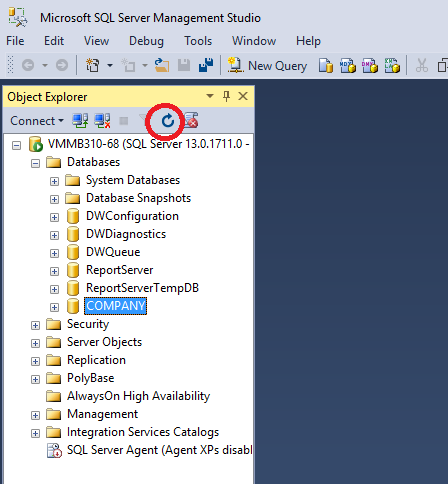 Microsoft SQL Server Management Studio
File Edit View Debug Tools Window Help
New Query
Object Explorer
Connect
VMMB310-68 (SQL Server 13.0.1711.0 -
Databases
System Databases
Database Snapshots
DWConfiguration
DWDiagnostics
DWQueue
ReportServer
ReportServerTempDB
COMPANY
Security
Server Objects
Replication
PolyBase
AlwaysOn High Availability
Management
Integration Services Catalogs
SQL Server Agent (Agent XPs disabl